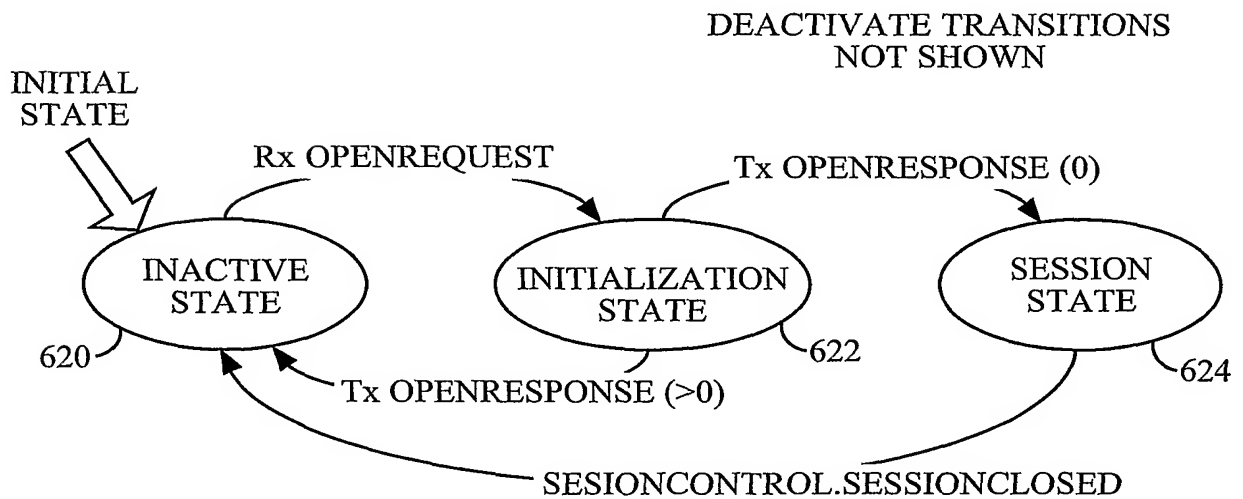 DEACTIVATE TRANSITIONS
NOT SHOWN
INITIAL
STATE
Rx OPENREQUEST
Tx OPENRESPONSE (0)
INACTIVE
STATE
INITIALIZATION
STATE
SESSION
STATE
620
622
624
Tx OPENRESPONSE (>0)
SESIONCONTROL.SESSIONCLOSED